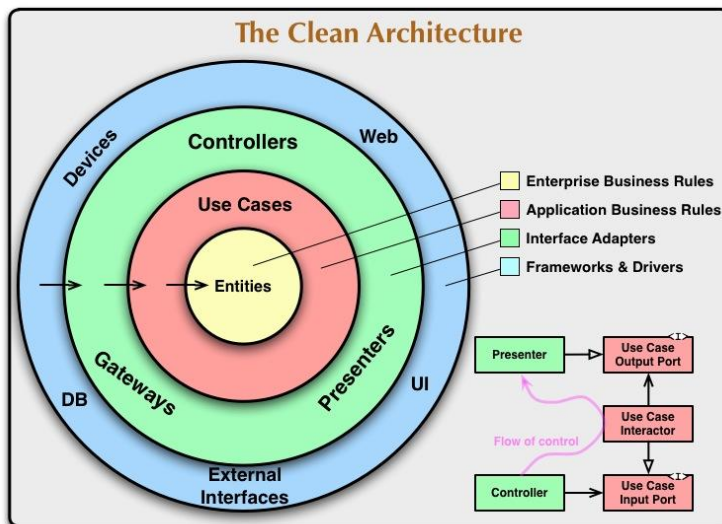 The Clean Architecture
Devices
Web
Controllers
Use Cases
Entities
Gateways
Presenters
DB
UI
External
Interfaces
Enterprise Business Rules
Application Business Rules
Interface Adapters
Frameworks & Drivers
Presenter
<I>
Use Case
Output Port
Flow of control
Use Case
Interactor
Controller
<I>
Use Case
Input Port